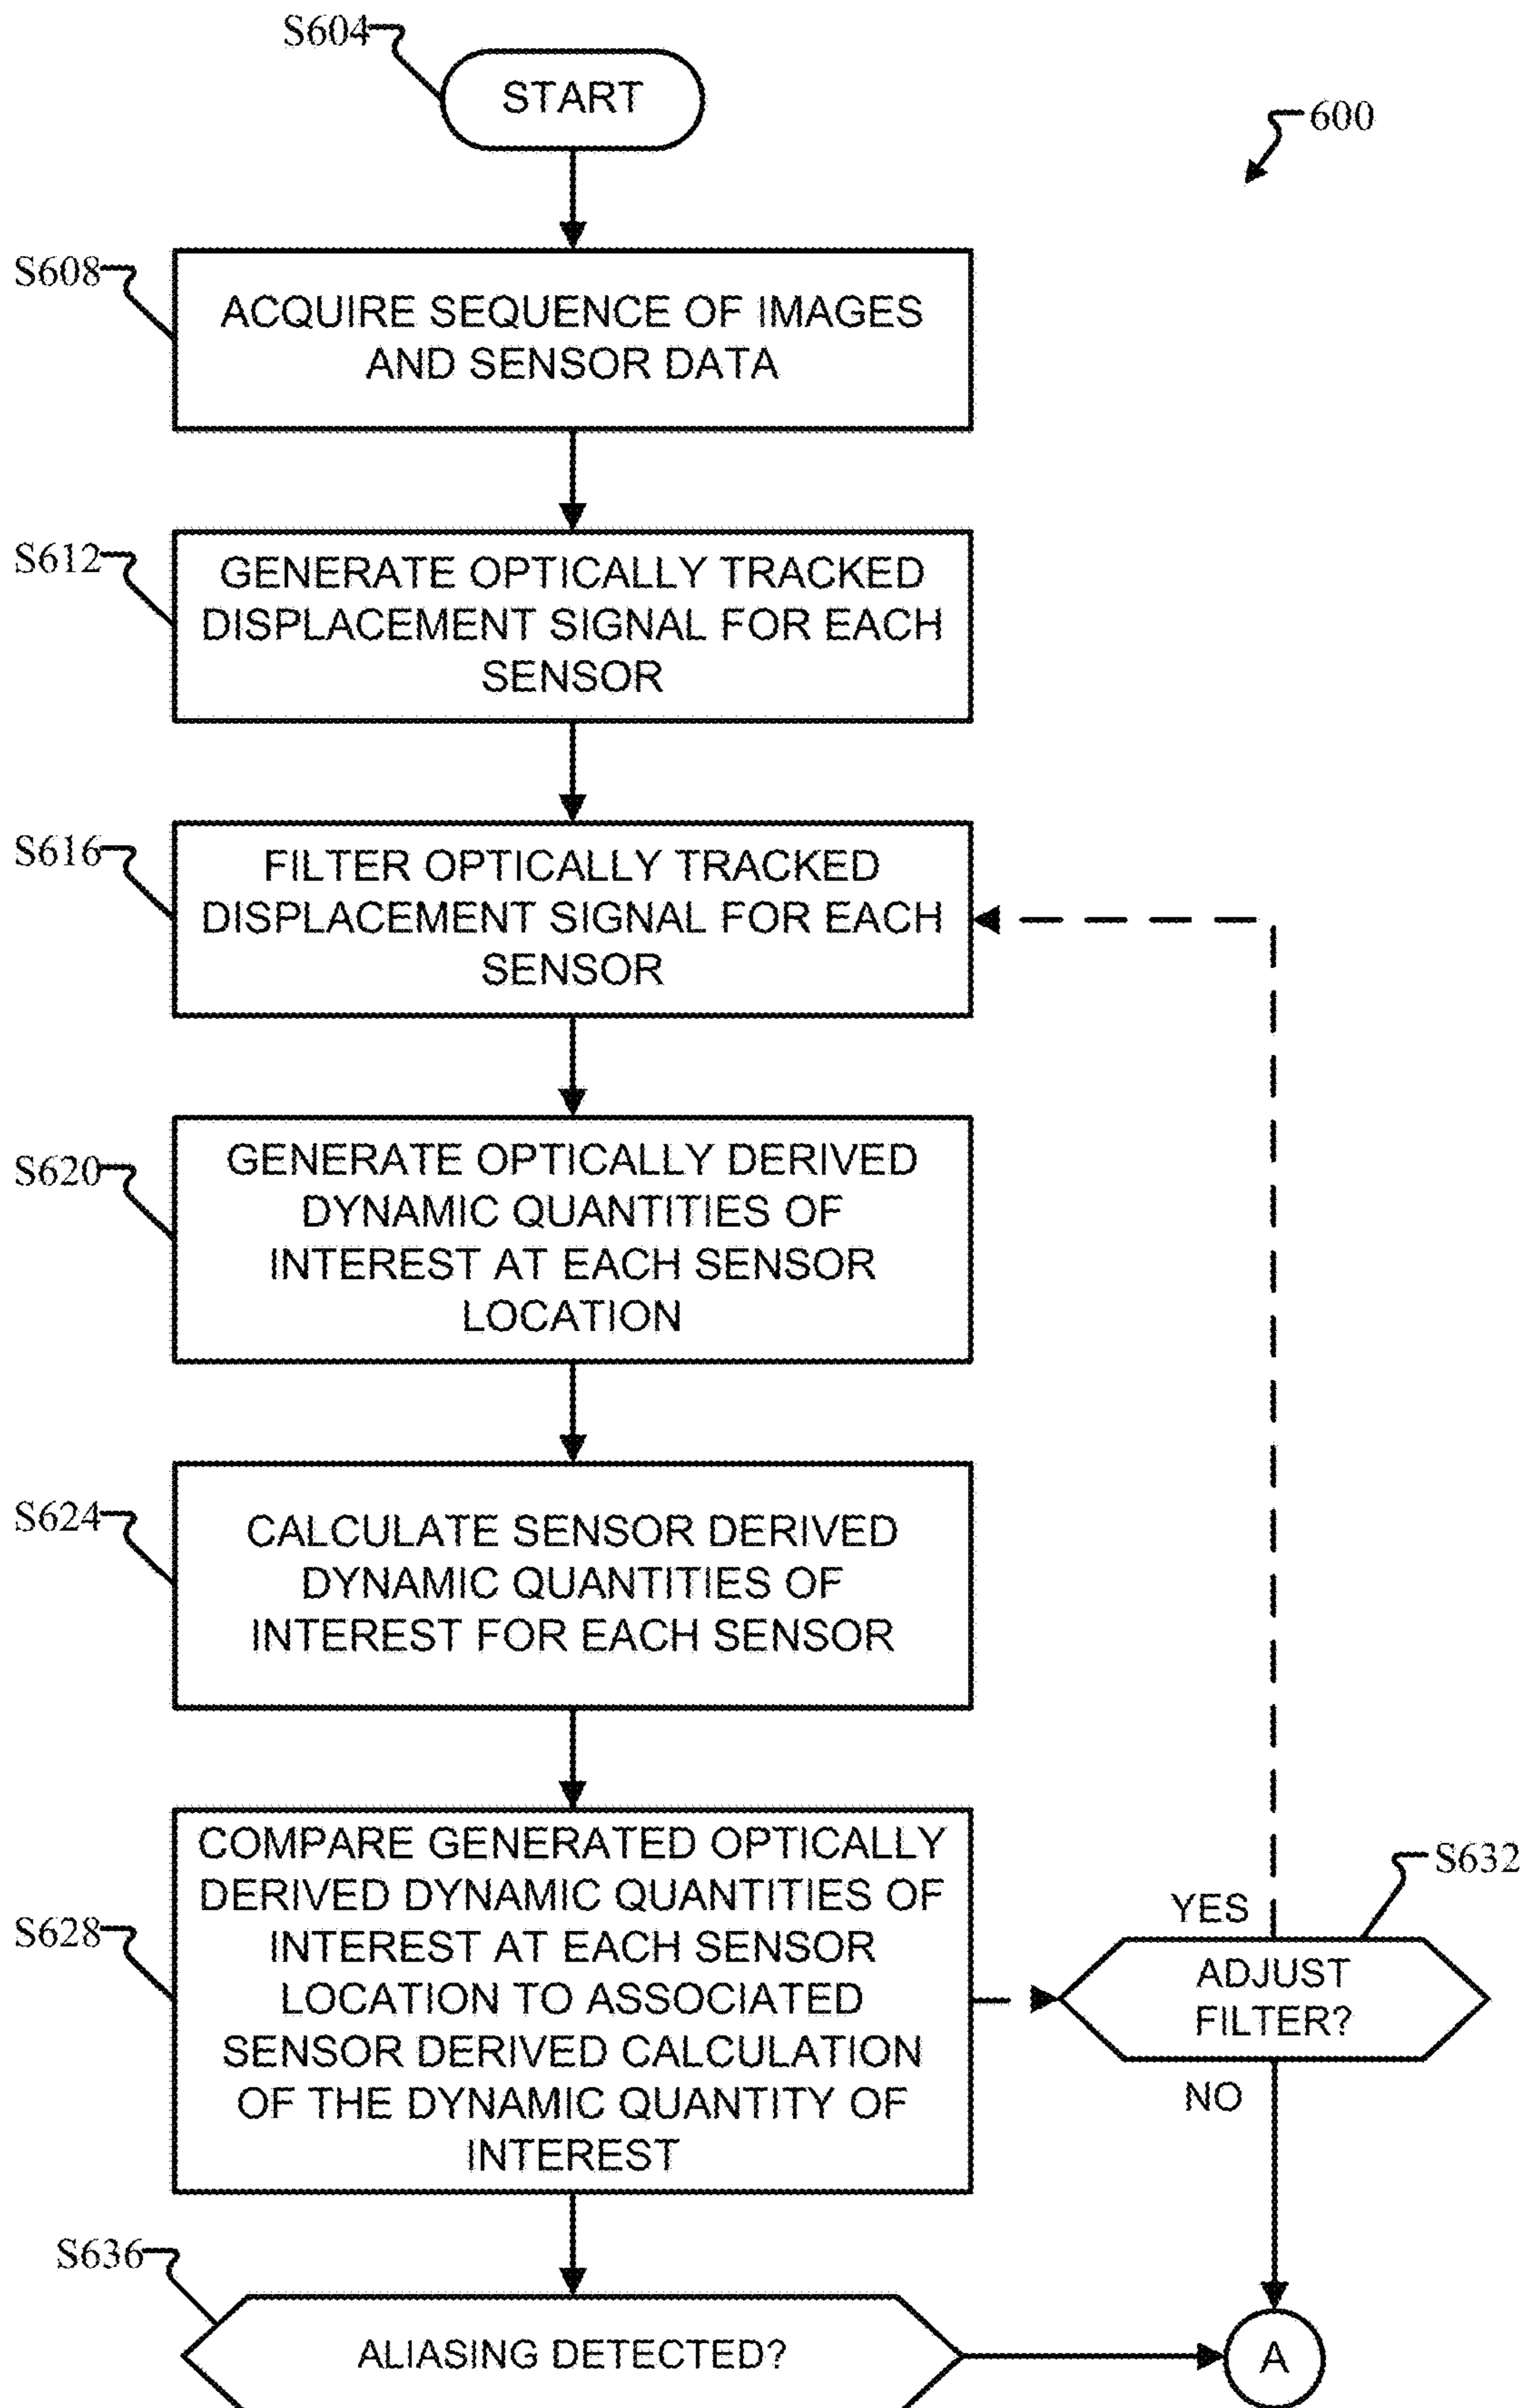 S604
START
600
S608
ACQUIRE SEQUENCE OF IMAGES
AND SENSOR DATA
S612
GENERATE OPTICALLY TRACKED
DISPLACEMENT SIGNAL FOR EACH
SENSOR
S616
FILTER OPTICALLY TRACKED
DISPLACEMENT SIGNAL FOR EACH
SENSOR
S620
GENERATE OPTICALLY DERIVED
DYNAMIC QUANTITIES OF
INTEREST AT EACH SENSOR
LOCATION
S624
CALCULATE SENSOR DERIVED
DYNAMIC QUANTITIES OF
INTEREST FOR EACH SENSOR
S628
COMPARE GENERATED OPTICALLY
DERIVED DYNAMIC QUANTITIES OF
INTEREST AT EACH SENSOR
LOCATION TO ASSOCIATED
SENSOR DERIVED CALCULATION
OF THE DYNAMIC QUANTITY OF
INTEREST
S632
YES
ADJUST
FILTER?
NO
S636
ALIASING DETECTED?
A